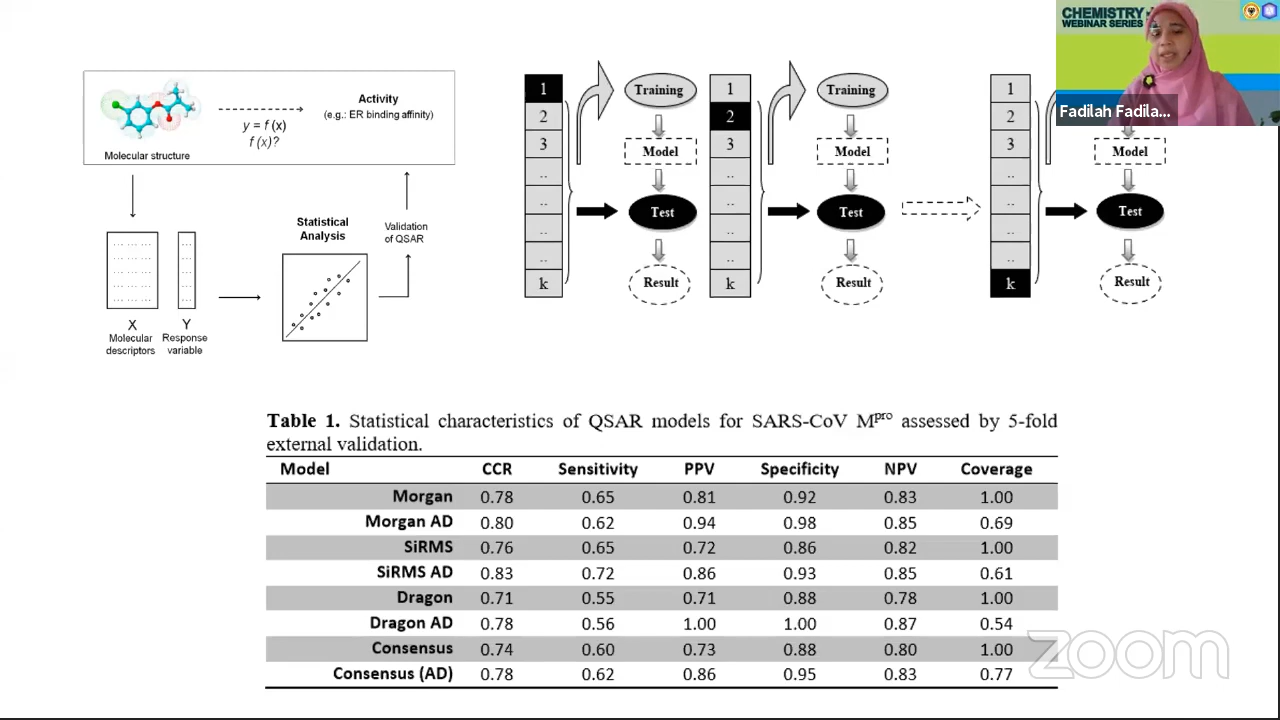 CHEMISTRY
WEBINAR SERIES
Fadilah Fadila...
Activity
(e.g.: ER binding affinity)
y = f (x)
f (x)?
Molecular structure
Statistical
Analysis
Validation
of QSAR
X
Molecular
descriptors
Y
Response
variable
1
2
3
..
..
..
..
k
Training
Model
Test
Result
1
2
3
..
..
..
..
k
Training
Model
Test
Result
1
2
3
..
..
..
..
k
Model
Test
Result
Table 1. Statistical characteristics of QSAR models for SARS-CoV Mpro assessed by 5-fold
external validation.
Model CCR Sensitivity PPV Specificity NPV Coverage
Morgan 0.78 0.65 0.81 0.92 0.83 1.00
Morgan AD 0.80 0.62 0.94 0.98 0.85 0.69
SiRMS 0.76 0.65 0.72 0.86 0.82 1.00
SiRMS AD 0.83 0.72 0.86 0.93 0.85 0.61
Dragon 0.71 0.55 0.71 0.88 0.78 1.00
Dragon AD 0.78 0.56 1.00 1.00 0.87 0.54
Consensus 0.74 0.60 0.73 0.88 0.80 1.00
Consensus (AD) 0.78 0.62 0.86 0.95 0.83 0.77
zoom